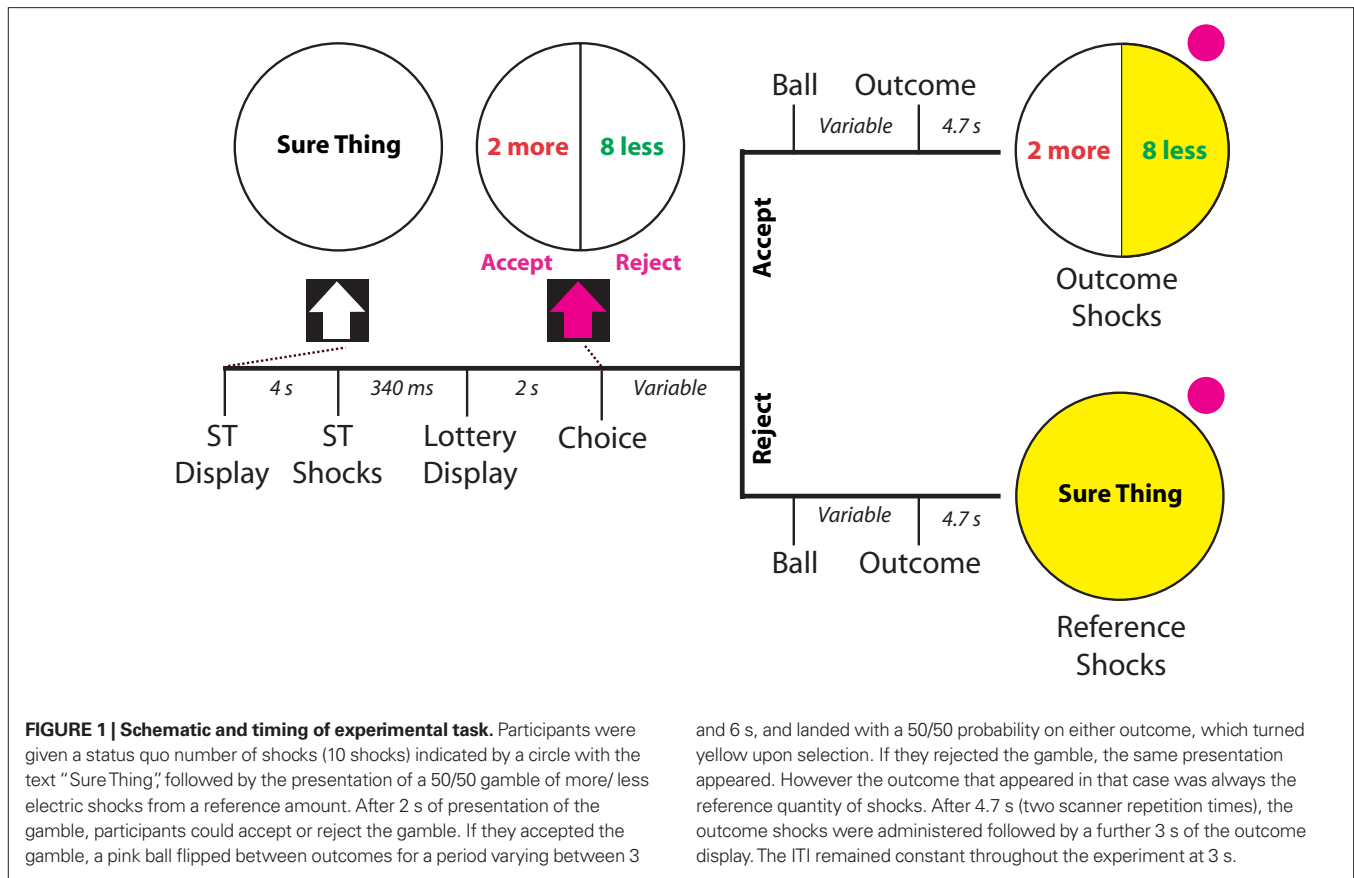 Sure Thing
2 more
8 less
Accept
Reject
4 s
340 ms
2 s
Variable
ST
Display
ST
Shocks
Lottery
Display
Choice
Accept
Reject
Ball
Outcome
Variable
4.7 s
2 more
8 less
Outcome
Shocks
Variable
4.7 s
Ball
Outcome
Sure Thing
Reference
Shocks
FIGURE 1 | Schematic and timing of experimental task. Participants were
given a status quo number of shocks (10 shocks) indicated by a circle with the
text “Sure Thing”, followed by the presentation of a 50/50 gamble of more/ less
electric shocks from a reference amount. After 2 s of presentation of the
gamble, participants could accept or reject the gamble. If they accepted the
gamble, a pink ball flipped between outcomes for a period varying between 3
and 6 s, and landed with a 50/50 probability on either outcome, which turned
yellow upon selection. If they rejected the gamble, the same presentation
appeared. However the outcome that appeared in that case was always the
reference quantity of shocks. After 4.7 s (two scanner repetition times), the
outcome shocks were administered followed by a further 3 s of the outcome
display. The ITI remained constant throughout the experiment at 3 s.